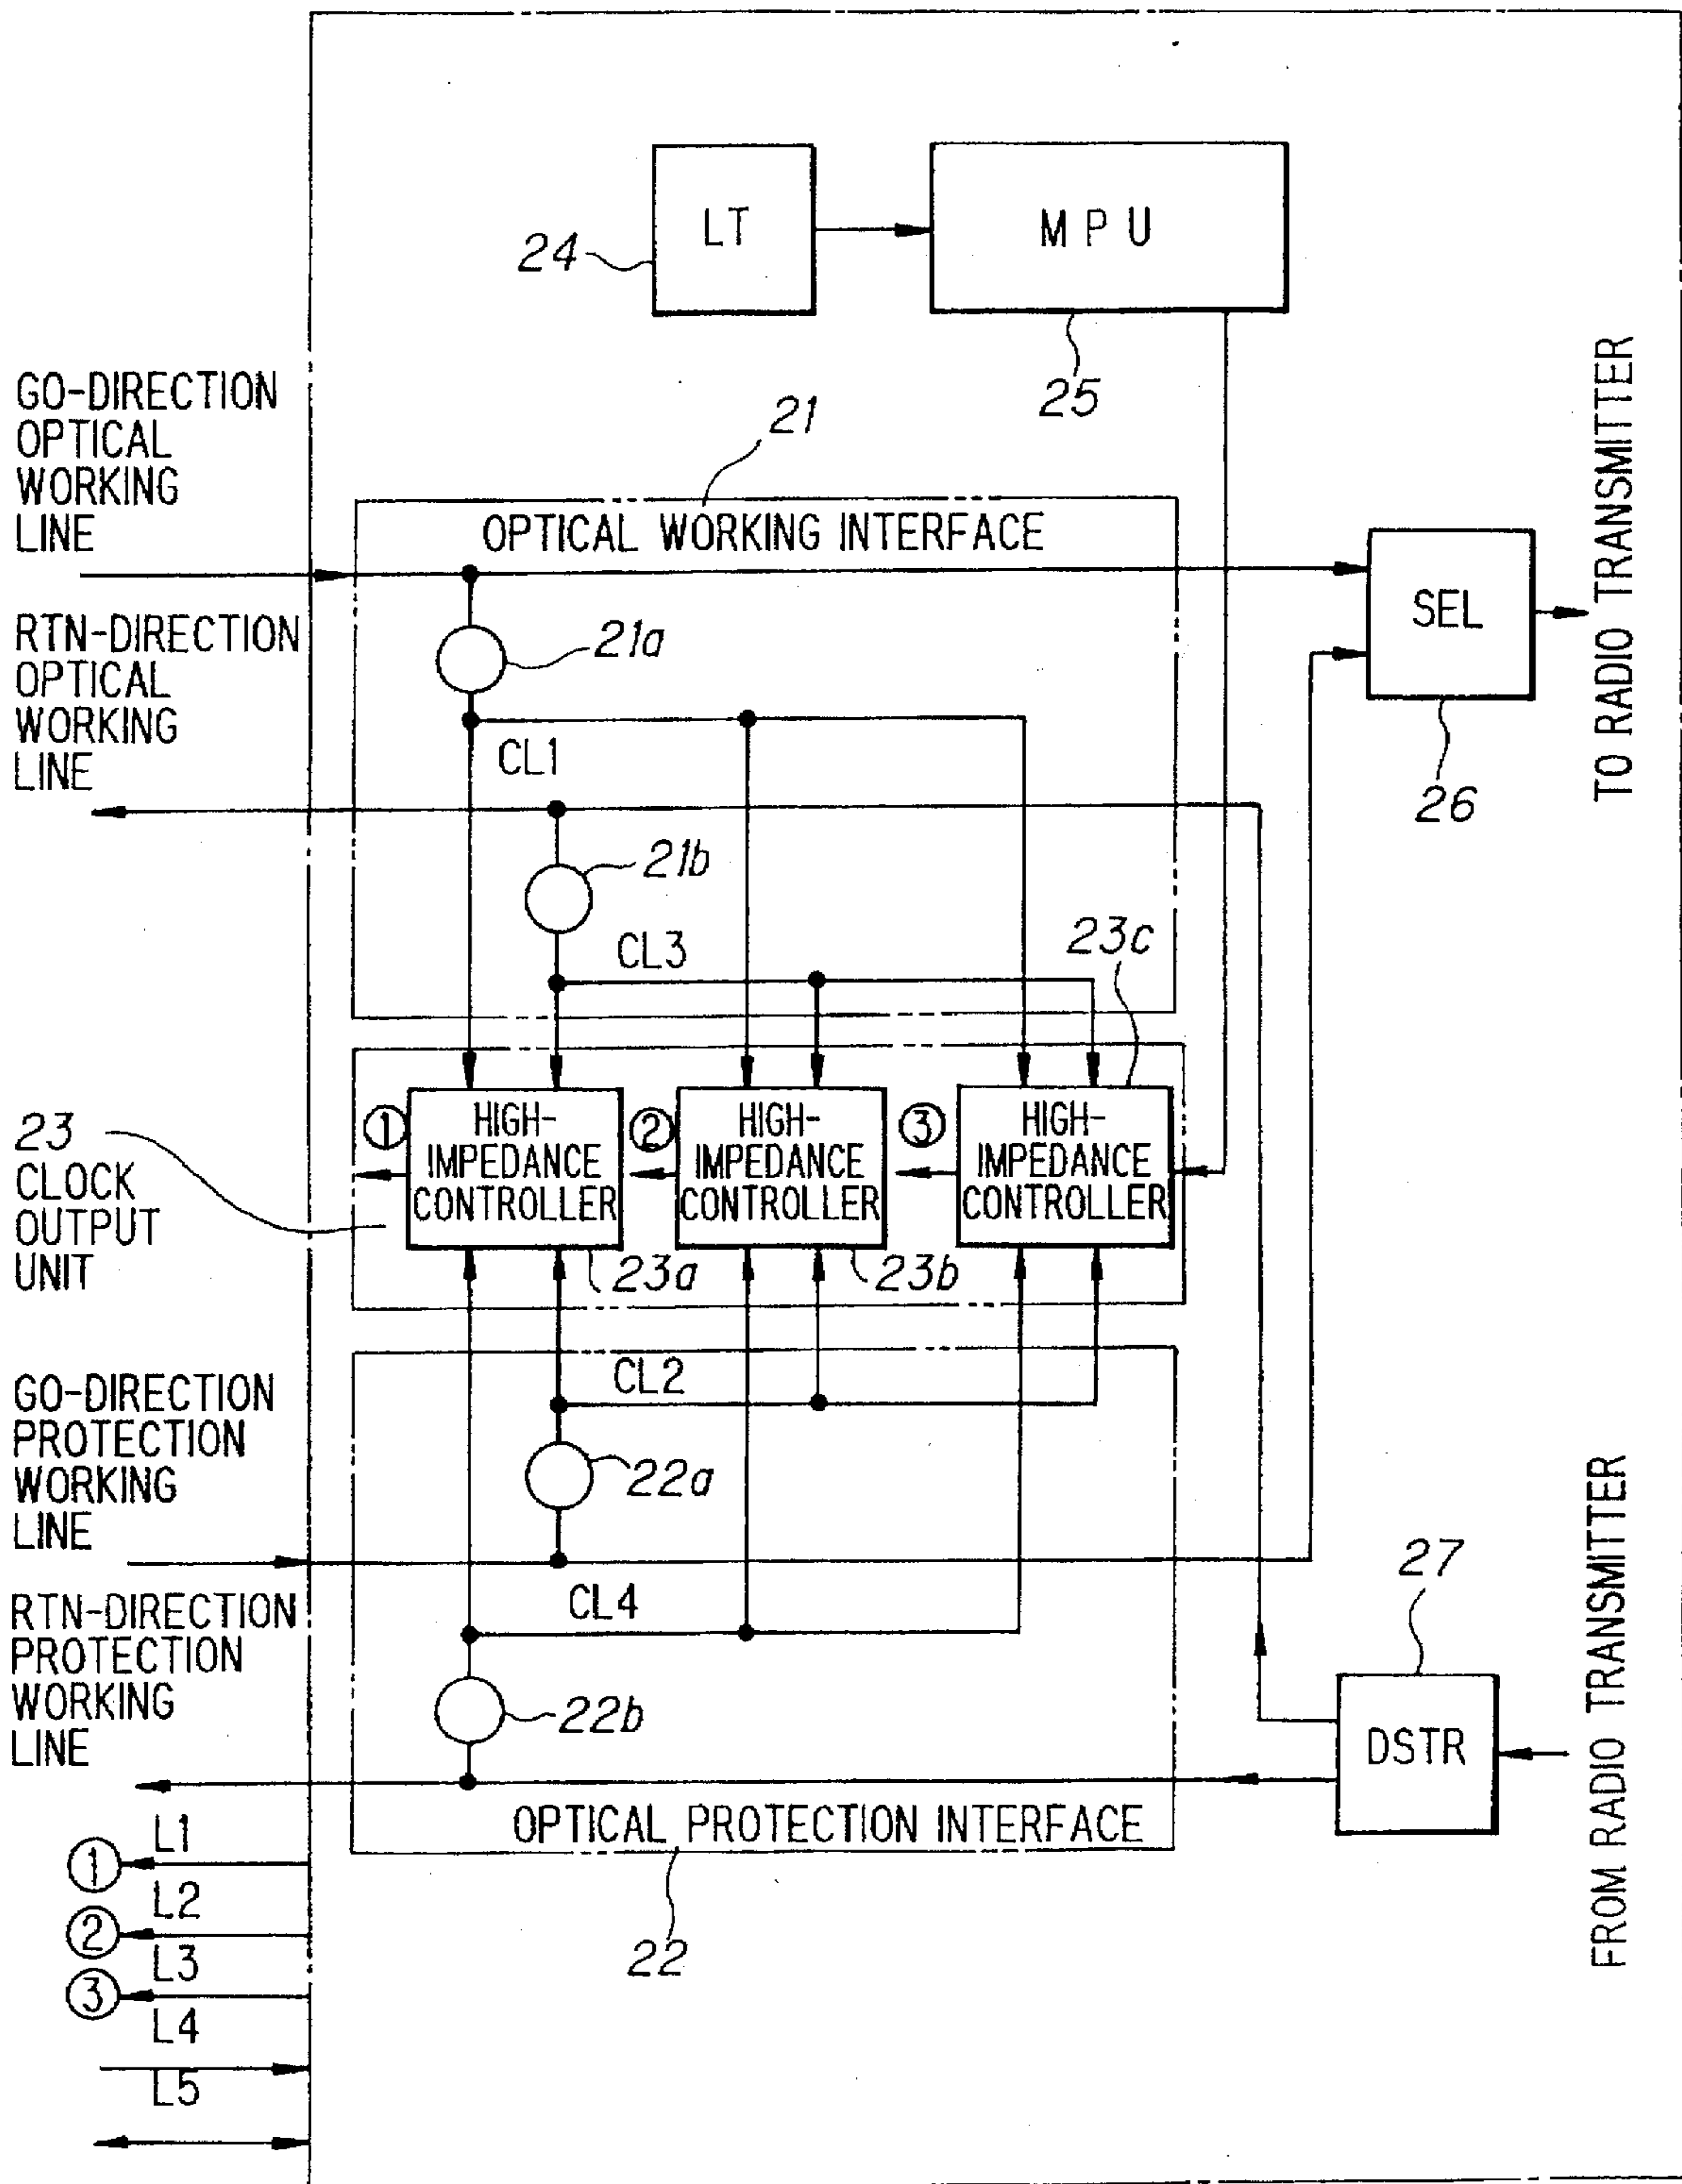 LT
M P U
24
25
GO-DIRECTION
OPTICAL
WORKING
LINE
21
OPTICAL WORKING INTERFACE
TO RADIO TRANSMITTER
SEL
26
RTN-DIRECTION
OPTICAL
WORKING
LINE
21a
CL1
21b
CL3
23c
23
CLOCK
OUTPUT
UNIT
①
HIGH-
IMPEDANCE
CONTROLLER
②
HIGH-
IMPEDANCE
CONTROLLER
③
HIGH-
IMPEDANCE
CONTROLLER
23a
23b
GO-DIRECTION
PROTECTION
WORKING
LINE
CL2
22a
CL4
27
RTN-DIRECTION
PROTECTION
WORKING
LINE
22b
DSTR
FROM RADIO TRANSMITTER
OPTICAL PROTECTION INTERFACE
22
L1
①
L2
②
L3
③
L4
L5